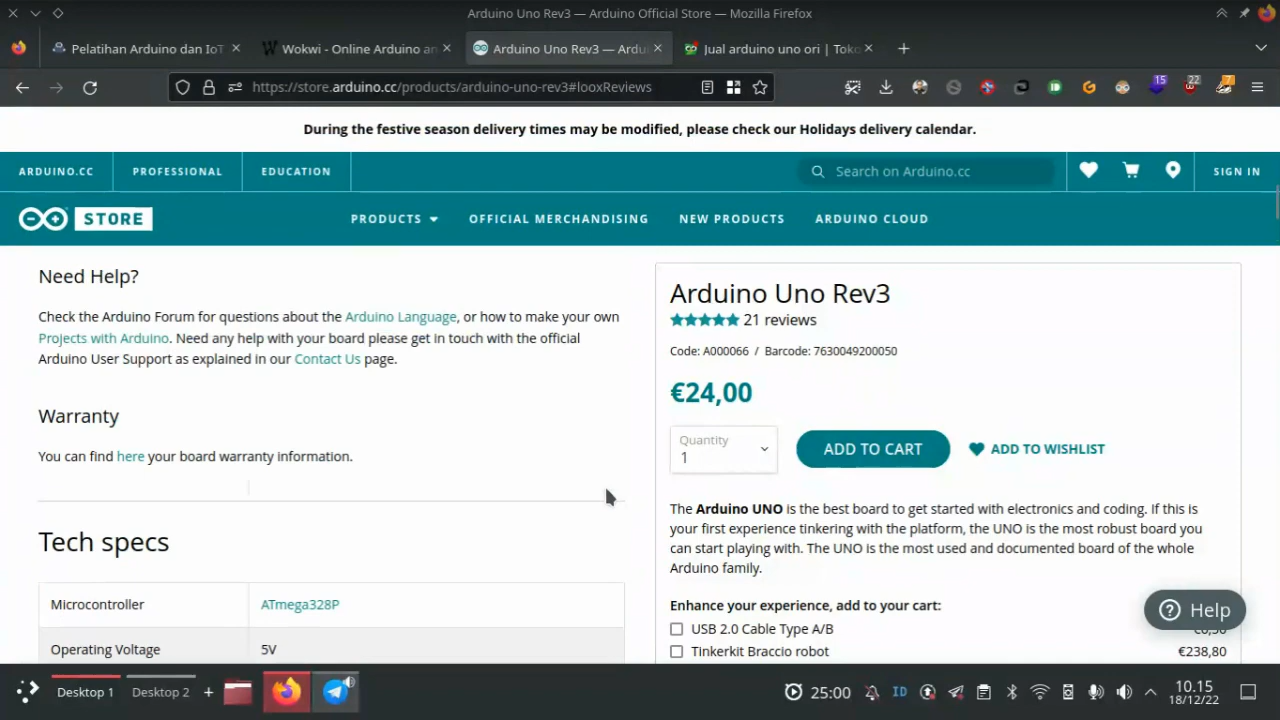 Arduino Uno Rev3 — Arduino Official Store — Mozilla Firefox
Pelatihan Arduino dan IoT
Wokwi - Online Arduino an
Arduino Uno Rev3 — Ardu
Jual arduino uno ori | Tok
https://store.arduino.cc/products/arduino-uno-rev3#looxReviews
15
22
7
During the festive season delivery times may be modified, please check our Holidays delivery calendar.
ARDUINO.CC
PROFESSIONAL
EDUCATION
Search on Arduino.cc
SIGN IN
STORE
PRODUCTS
OFFICIAL MERCHANDISING
NEW PRODUCTS
ARDUINO CLOUD
Need Help?
Check the Arduino Forum for questions about the Arduino Language, or how to make your own
Projects with Arduino. Need any help with your board please get in touch with the official
Arduino User Support as explained in our Contact Us page.
Warranty
You can find here your board warranty information.
Tech specs
Microcontroller
ATmega328P
Operating Voltage
5V
Arduino Uno Rev3
21 reviews
Code: A000066 / Barcode: 7630049200050
€24,00
Quantity
1
ADD TO CART
ADD TO WISHLIST
The Arduino UNO is the best board to get started with electronics and coding. If this is
your first experience tinkering with the platform, the UNO is the most robust board you
can start playing with. The UNO is the most used and documented board of the whole
Arduino family.
Enhance your experience, add to your cart:
USB 2.0 Cable Type A/B
Tinkerkit Braccio robot
€238,80
Help
Desktop 1
Desktop 2
25:00
ID
10.15
18/12/22